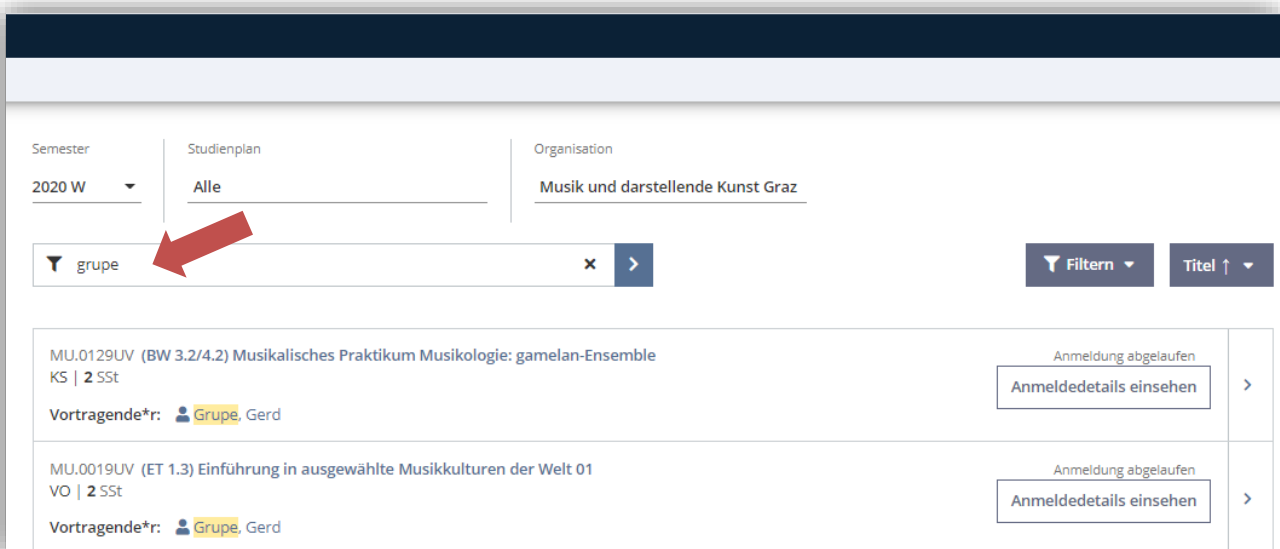 Semester
Studienplan
Organisation
2020 W
Alle
Musik und darstellende Kunst Graz
grupe
Filtern
Titel ↑
MU.0129UV (BW 3.2/4.2) Musikalisches Praktikum Musikologie: gamelan-Ensemble
KS | 2 SSt
Vortragende*r: Grupe, Gerd
Anmeldung abgelaufen
Anmeldedetails einsehen
MU.0019UV (ET 1.3) Einführung in ausgewählte Musikkulturen der Welt 01
VO | 2 SSt
Vortragende*r: Grupe, Gerd
Anmeldung abgelaufen
Anmeldedetails einsehen